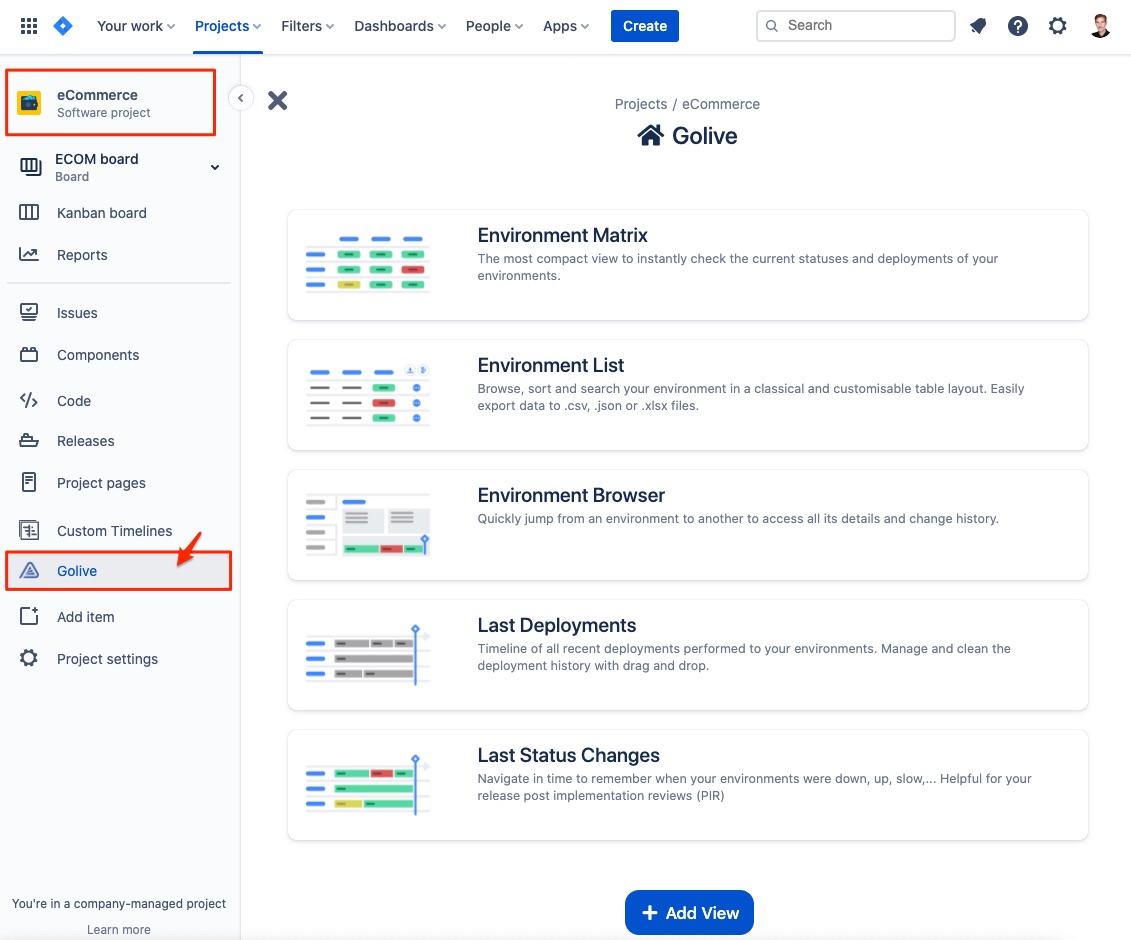 Your work Projects Filters Dashboards People Apps Create Search
eCommerce
Software project
ECOM board
Board
Kanban board
Reports
Issues
Components
Code
Releases
Project pages
Custom Timelines
Golive
Add item
Project settings
You're in a company-managed project
Learn more
Projects / eCommerce
Golive
Environment Matrix
The most compact view to instantly check the current statuses and deployments of your
environments.
Environment List
Browse, sort and search your environment in a classical and customisable table layout. Easily
export data to .csv, .json or .xlsx files.
Environment Browser
Quickly jump from an environment to another to access all its details and change history.
Last Deployments
Timeline of all recent deployments performed to your environments. Manage and clean the
deployment history with drag and drop.
Last Status Changes
Navigate in time to remember when your environments were down, up, slow,... Helpful for your
release post implementation reviews (PIR)
+ Add View